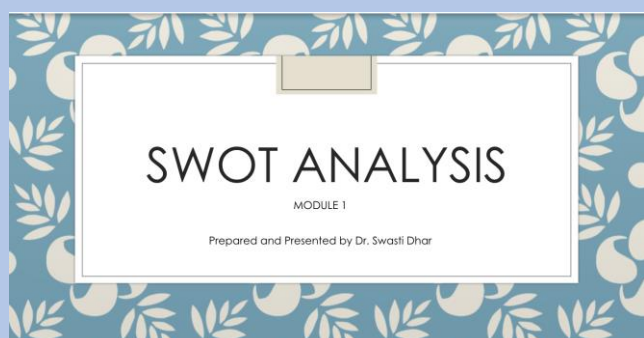 SWOT ANALYSIS
MODULE 1
Prepared and Presented by Dr. Swasti Dhar